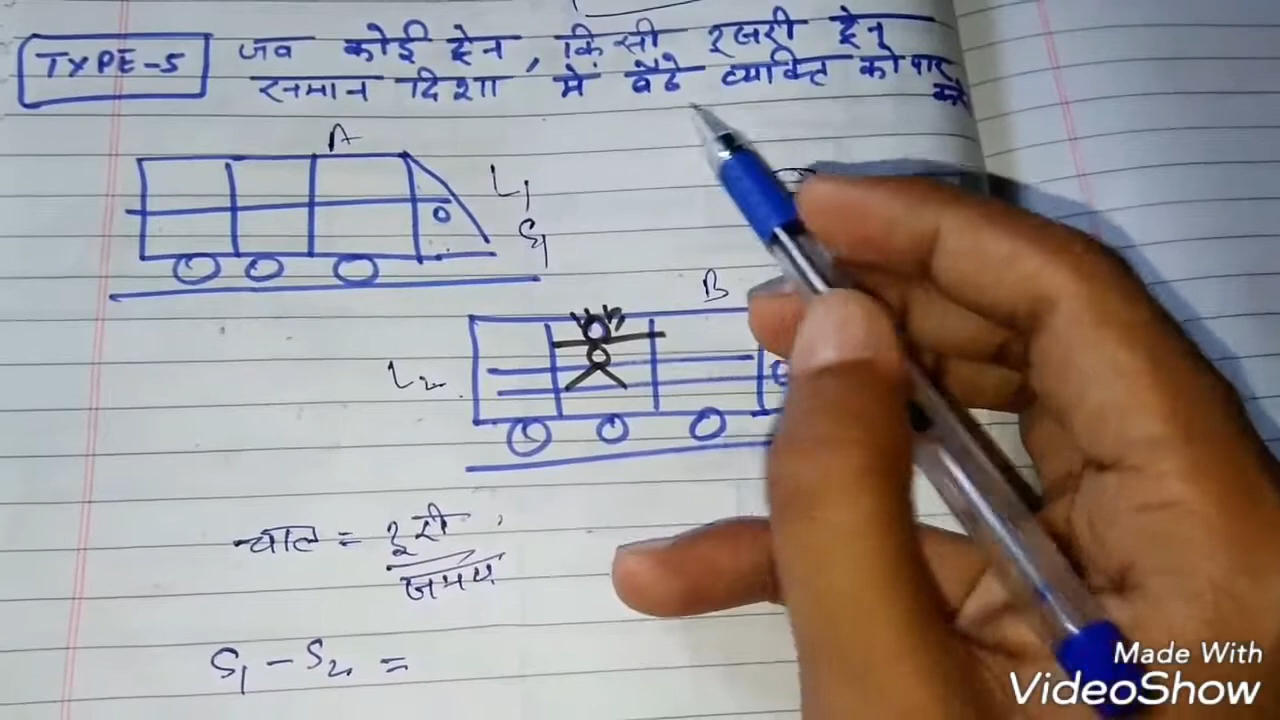 TYPE-5 जब कोई ट्रेन, किसी दूसरी ट्रेन
समान दिशा में बैठे व्यक्ति को पार
करे
A
L₁
S₁
B
L₂
चाल = दूरी
समय
S₁ - S₂ =
Made With
VideoShow